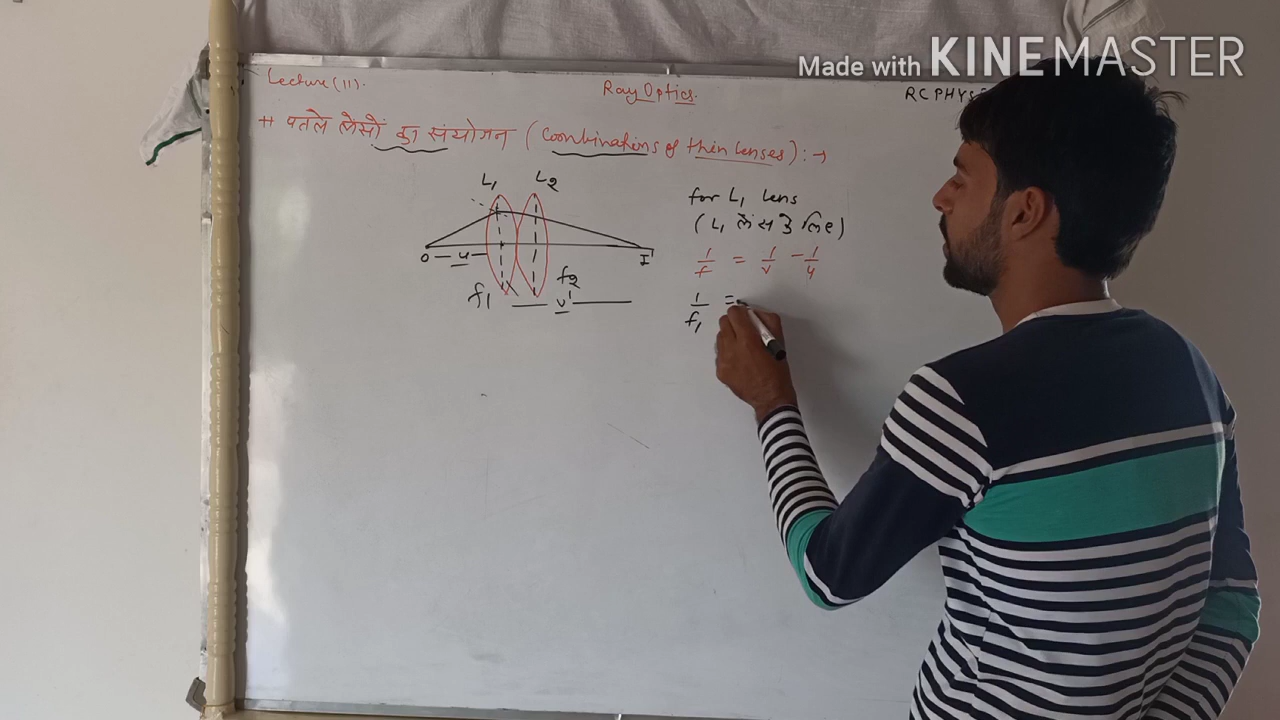 Made with KINEMASTER
Lecture (11).
Ray Optics.
RC PHYS
# पतले लेंसों का संयोजन ( Coombinations of thin lenses) : →
L₁ L₂
for L₁ lens
( L₁ लेंस के लिए )
O — u — I'
1/f = 1/v - 1/u
f₁ f₂
— v' —
1/f₁ =